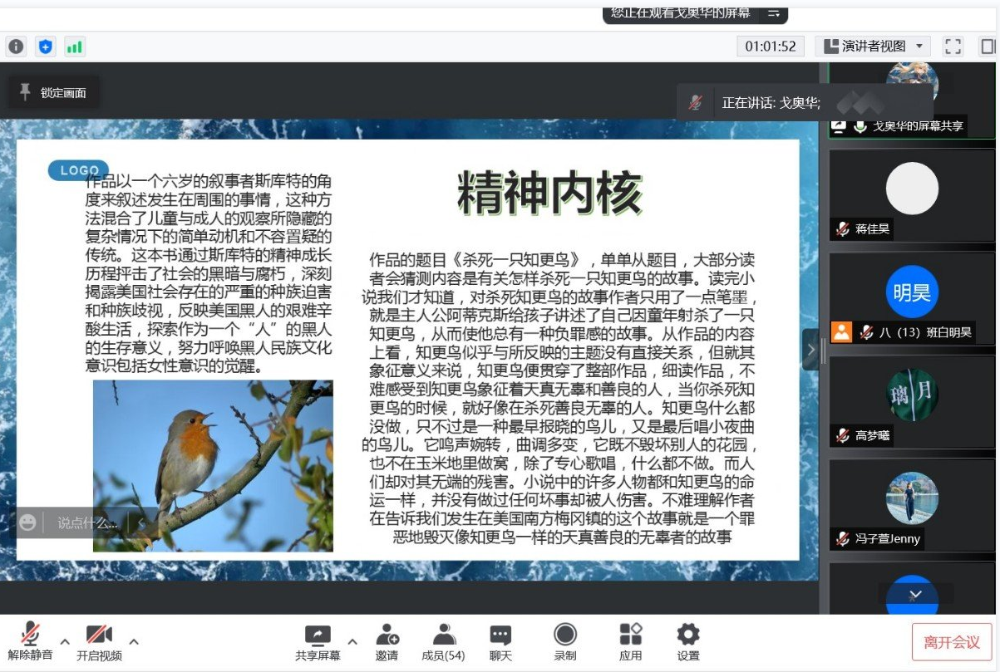 您正在观看戈奥华的屏幕
01:01:52
演讲者视图
锁定画面
正在讲话: 戈奥华;
戈奥华的屏幕共享
LOGO
作品以一个六岁的叙事者斯库特的角
度来叙述发生在周围的事情，这种方
法混合了儿童与成人的观察所隐藏的
复杂情况下的简单动机和不容置疑的
传统。这本书通过斯库特的精神成长
历程抨击了社会的黑暗与腐朽，深刻
揭露美国社会存在的严重的种族迫害
和种族歧视，反映美国黑人的艰难辛
酸生活，探索作为一个“人”的黑人
的生存意义，努力呼唤黑人民族文化
意识包括女性意识的觉醒。
精神内核
作品的题目《杀死一只知更鸟》，单单从题目，大部分读
者会猜测内容是有关怎样杀死一只知更鸟的故事。读完小
说我们才知道，对杀死知更鸟的故事作者只用了一点笔墨，
就是主人公阿蒂克斯给孩子讲述了自己因童年射杀了一只
知更鸟，从而使他总有一种负罪感的故事。从作品的内容
上看，知更鸟似乎与所反映的主题没有直接关系，但就其
象征意义来说，知更鸟便贯穿了整部作品，细读作品，不
难感受到知更鸟象征着天真无辜和善良的人，当你杀死知
更鸟的时候，就好像在杀死善良无辜的人。知更鸟什么都
没做，只不过是一种最早报晓的鸟儿，又是最后唱小夜曲
的鸟儿。它鸣声婉转，曲调多变，它既不毁坏别人的花园，
也不在玉米地里做窝，除了专心歌唱，什么都不做。而人
们却对其无端的残害。小说中的许多人物都和知更鸟的命
运一样，并没有做过任何坏事却被人伤害。不难理解作者
在告诉我们发生在美国南方梅冈镇的这个故事就是一个罪
恶地毁灭像知更鸟一样的天真善良的无辜者的故事
说点什么...
蒋佳昊
明昊
八（13）班白明昊
璃月
高梦曦
冯子萱Jenny
解除静音
开启视频
共享屏幕
邀请
成员(54)
聊天
录制
应用
设置
离开会议